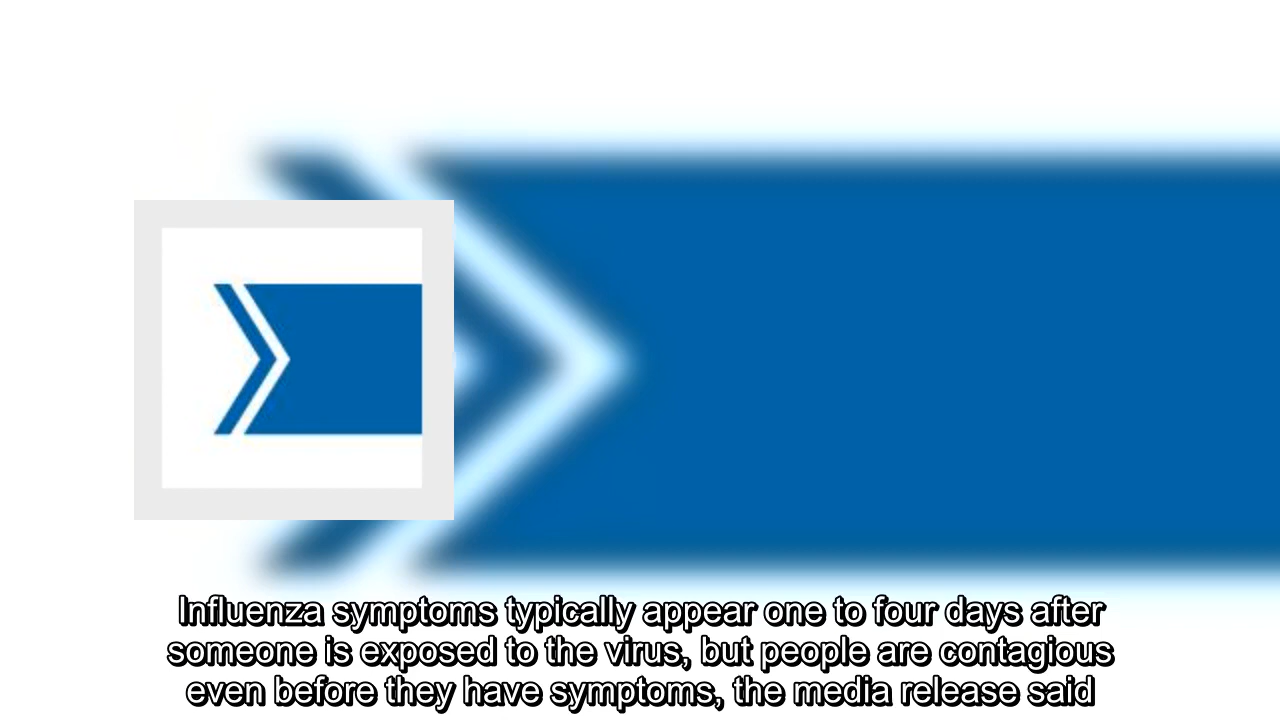 Influenza symptoms typically appear one to four days after
someone is exposed to the virus, but people are contagious
even before they have symptoms, the media release said